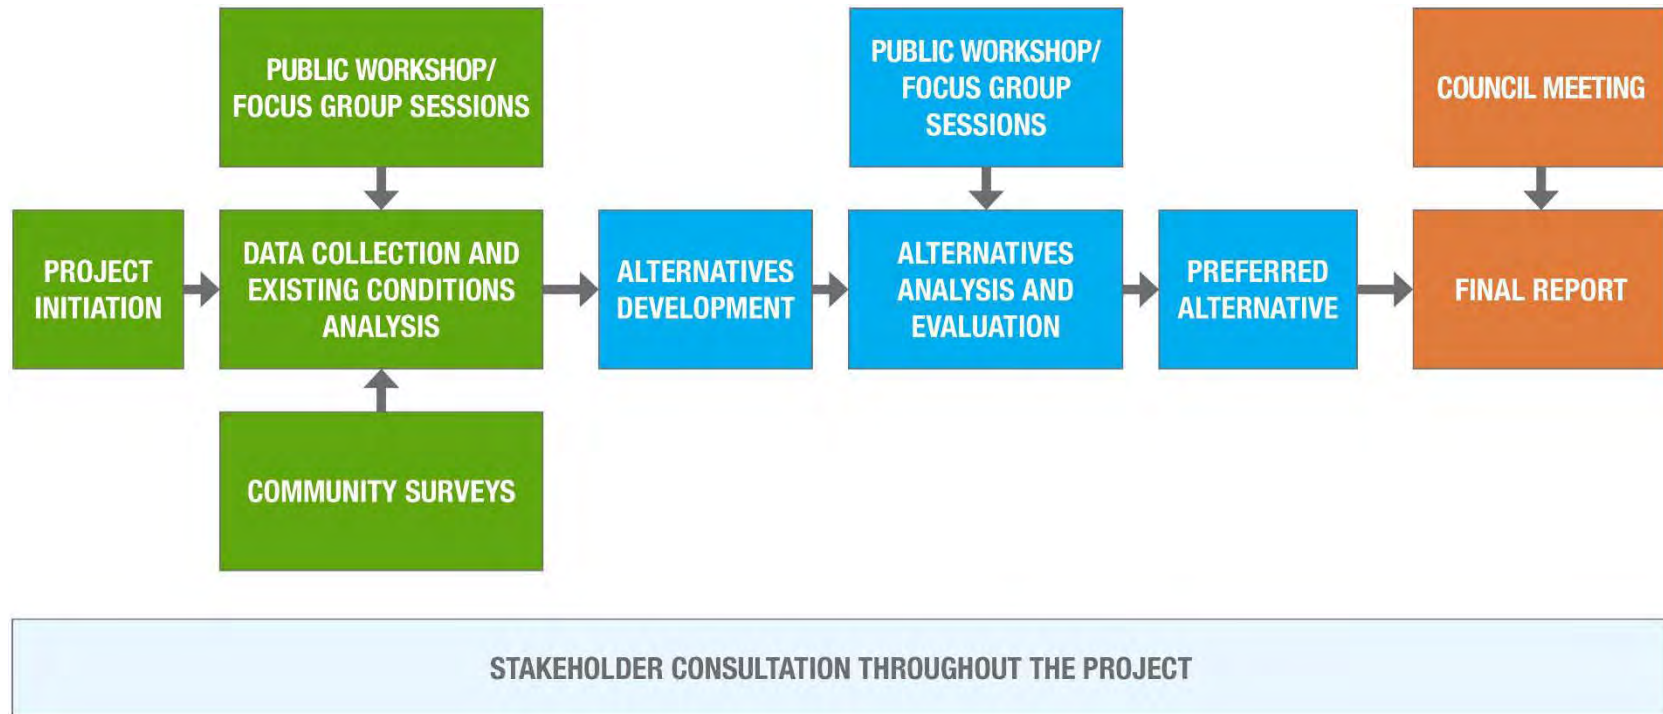 PUBLIC WORKSHOP/
FOCUS GROUP SESSIONS
PUBLIC WORKSHOP/
FOCUS GROUP
SESSIONS
COUNCIL MEETING
PROJECT
INITIATION
DATA COLLECTION AND
EXISTING CONDITIONS
ANALYSIS
ALTERNATIVES
DEVELOPMENT
ALTERNATIVES
ANALYSIS AND
EVALUATION
PREFERRED
ALTERNATIVE
FINAL REPORT
COMMUNITY SURVEYS
STAKEHOLDER CONSULTATION THROUGHOUT THE PROJECT